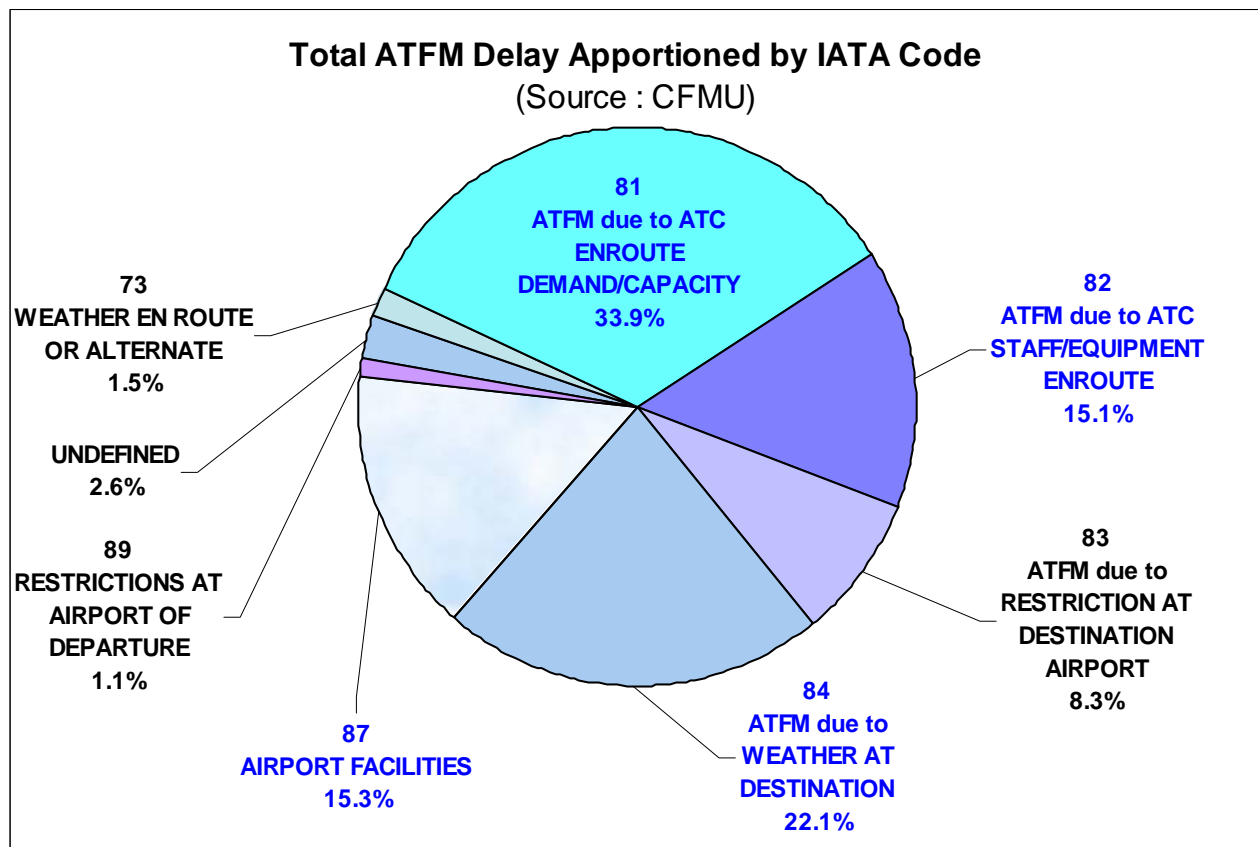 Total ATFM Delay Apportioned by IATA Code
(Source : CFMU)
81
ATFM due to ATC
ENROUTE
DEMAND/CAPACITY
33.9%
82
ATFM due to ATC
STAFF/EQUIPMENT
ENROUTE
15.1%
83
ATFM due to
RESTRICTION AT
DESTINATION
AIRPORT
8.3%
84
ATFM due to
WEATHER AT
DESTINATION
22.1%
87
AIRPORT FACILITIES
15.3%
89
RESTRICTIONS AT
AIRPORT OF
DEPARTURE
1.1%
UNDEFINED
2.6%
73
WEATHER EN ROUTE
OR ALTERNATE
1.5%